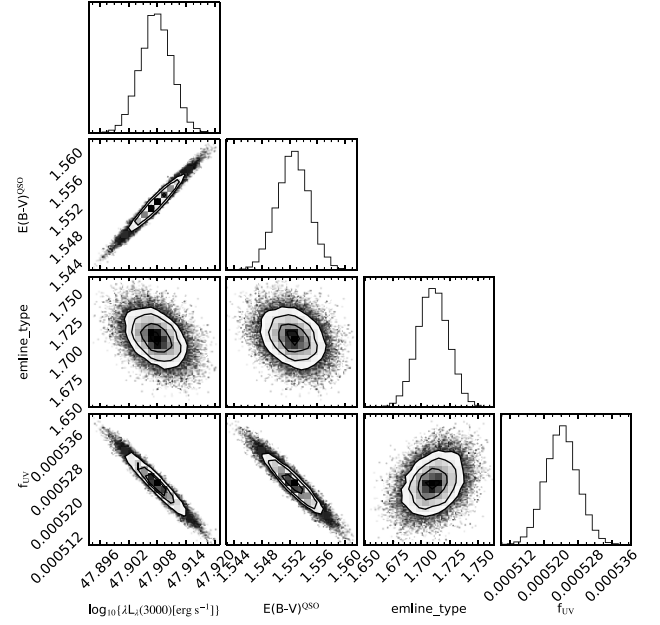 E(B-V)^QSO
1.560
1.556
1.552
1.548
1.544
emline_type
1.750
1.725
1.700
1.675
1.650
f_UV
0.000536
0.000528
0.000520
0.000512
47.896 47.902 47.908 47.914 47.920
1.544 1.548 1.552 1.556 1.560
1.650 1.675 1.700 1.725 1.750
0.000512 0.000520 0.000528 0.000536
log₁₀{λL_λ(3000)[erg s⁻¹]} E(B-V)^QSO emline_type f_UV